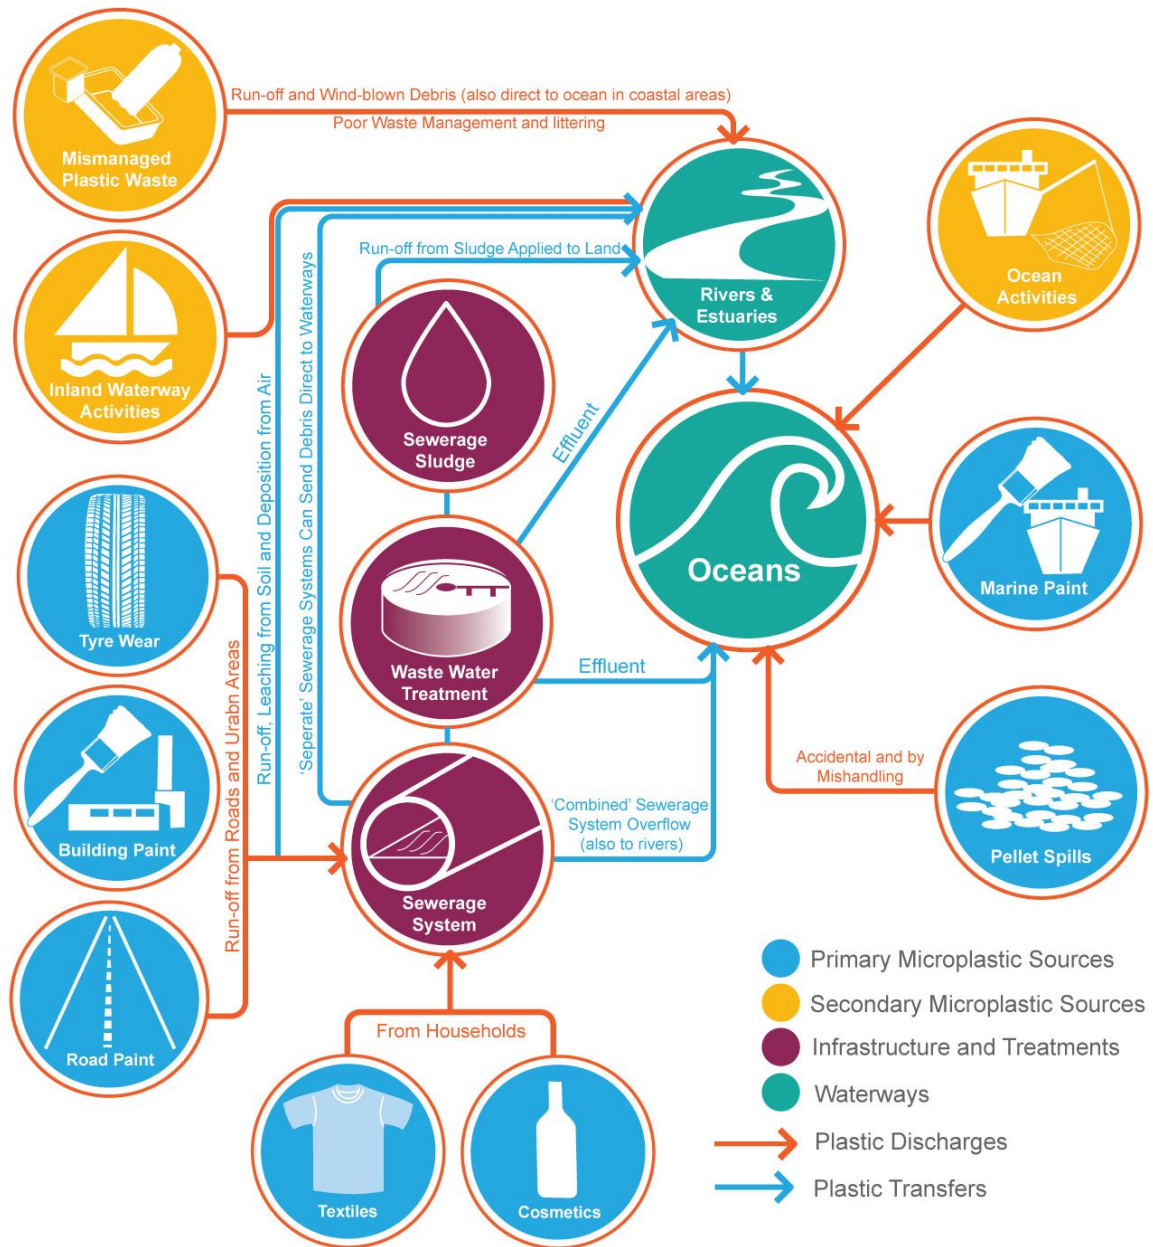 Run-off and Wind-blown Debris (also direct to ocean in coastal areas)
Poor Waste Management and littering
Mismanaged
Plastic Waste
Inland Waterway
Activities
Run-off from Sludge Applied to Land
Rivers &
Estuaries
Ocean
Activities
Run-off, Leaching from Soil and Deposition from Air
'Seperate' Sewerage Systems Can Send Debris Direct to Waterways
Sewerage
Sludge
Effluent
Oceans
Marine Paint
Tyre Wear
Waste Water
Treatment
Effluent
Run-off from Roads and Urabn Areas
Building Paint
Accidental and by
Mishandling
'Combined' Sewerage
System Overflow
(also to rivers)
Pellet Spills
Sewerage
System
Road Paint
From Households
Textiles
Cosmetics
Primary Microplastic Sources
Secondary Microplastic Sources
Infrastructure and Treatments
Waterways
Plastic Discharges
Plastic Transfers